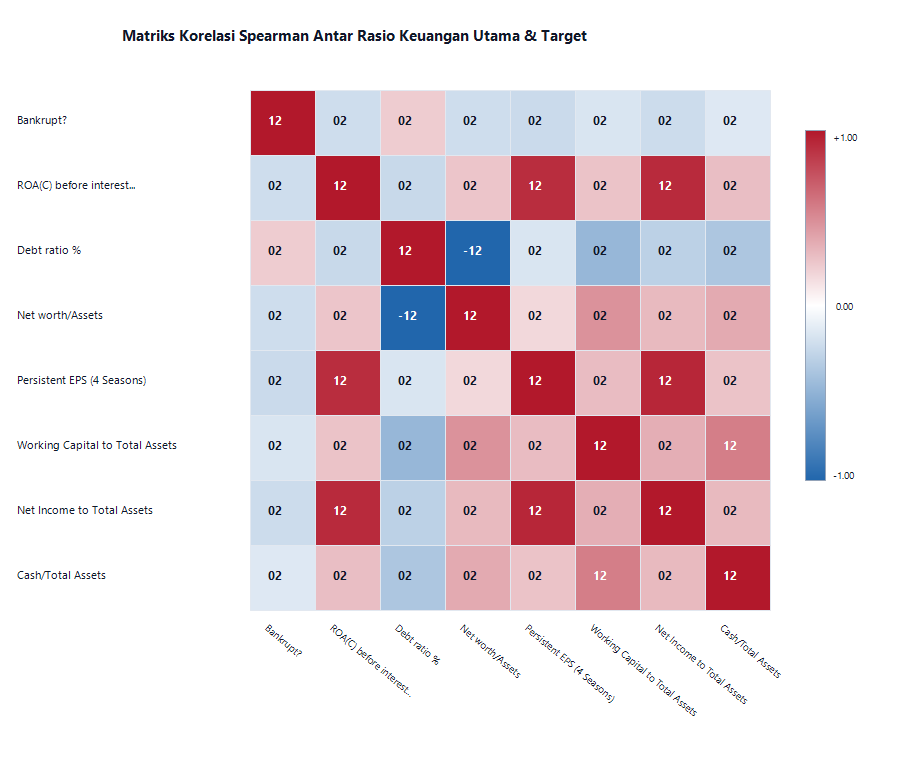 Matriks Korelasi Spearman Antar Rasio Keuangan Utama & Target
Bankrupt? 12 02 02 02 02 02 02 02
+1.00
ROA(C) before interest... 02 12 02 02 12 02 12 02
Debt ratio % 02 02 12 -12 02 02 02 02
0.00
Net worth/Assets 02 02 -12 12 02 02 02 02
Persistent EPS (4 Seasons) 02 12 02 02 12 02 12 02
Working Capital to Total Assets 02 02 02 02 02 12 02 12
-1.00
Net Income to Total Assets 02 12 02 02 12 02 12 02
Cash/Total Assets 02 02 02 02 02 12 02 12
Bankrupt?
ROA(C) before interest...
Debt ratio %
Net worth/Assets
Persistent EPS (4 Seasons)
Working Capital to Total Assets
Net Income to Total Assets
Cash/Total Assets